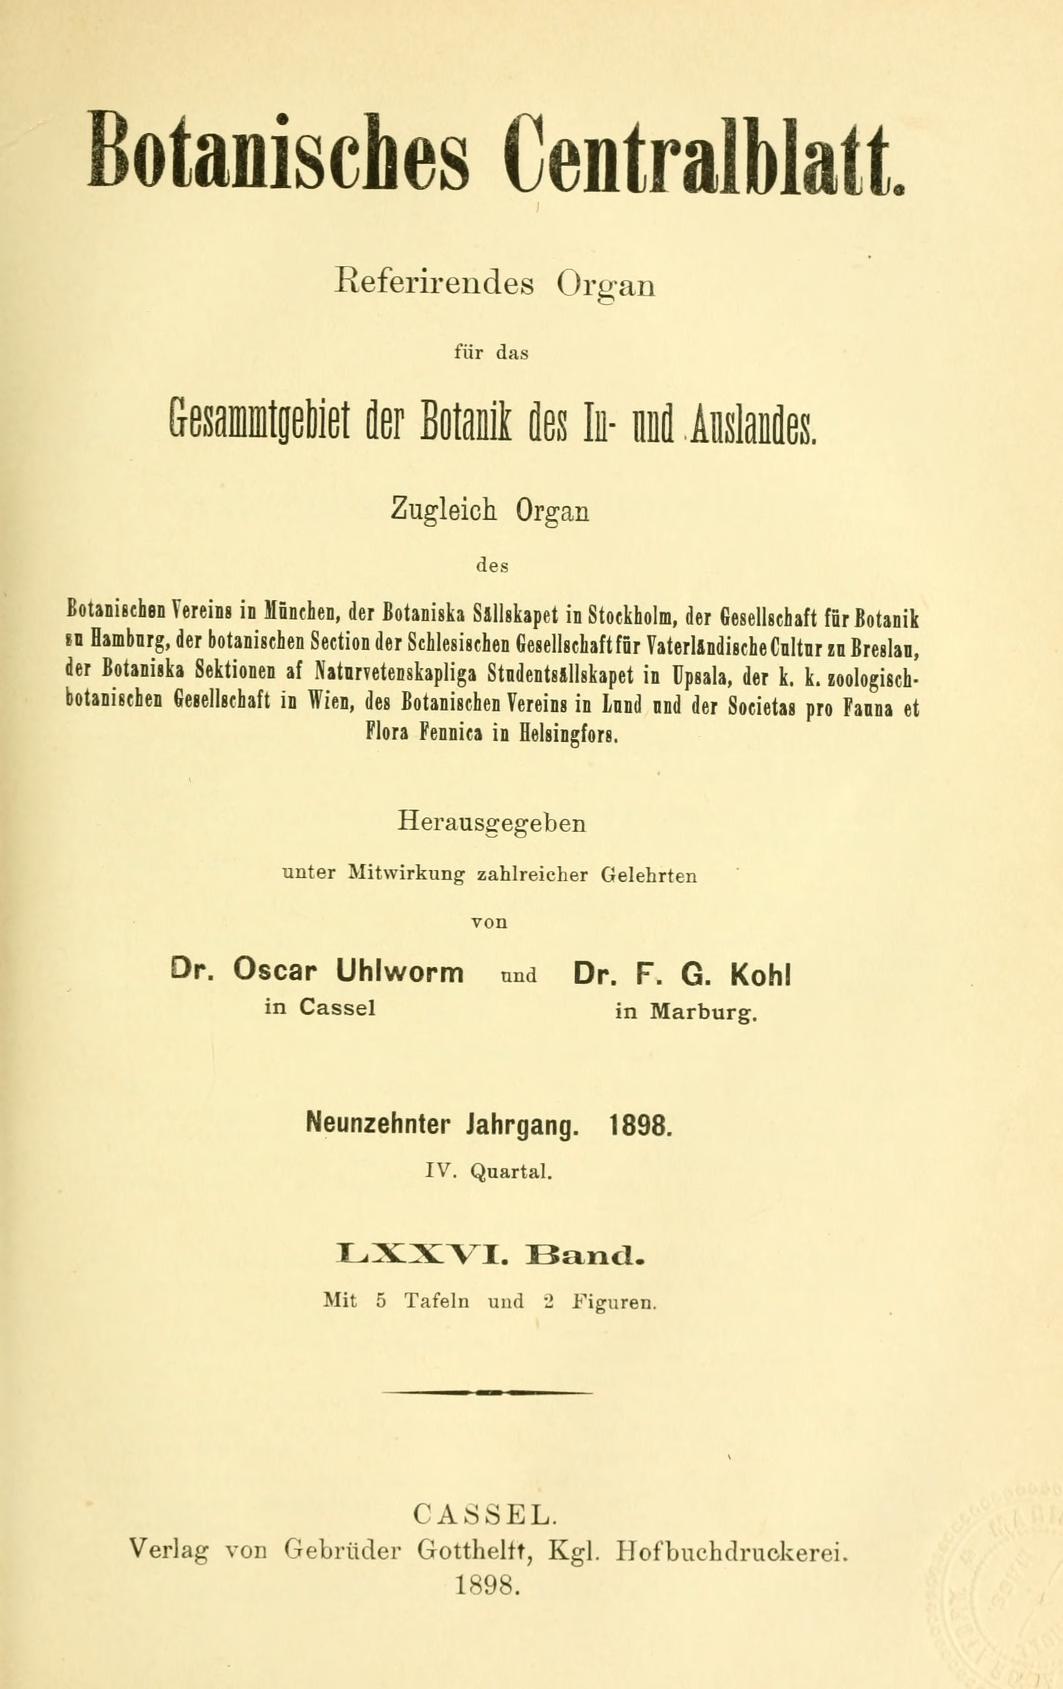 Botanisches Centralblatt.
Referirendes Organ
für das
Gesammtgebiet der Botanik des In- und Auslandes.
Zugleich Organ
des
Botanischen Vereins in München, der Botaniska Sällskapet in Stockholm, der Gesellschaft für Botanik
zu Hamburg, der botanischen Section der Schlesischen Gesellschaft für Vaterländische Cultur zu Breslau,
der Botaniska Sektionen af Naturvetenskapliga Studentsällskapet in Upsala, der k. k. zoologisch-
botanischen Gesellschaft in Wien, des Botanischen Vereins in Lund und der Societas pro Fauna et
Flora Fennica in Helsingfors.
Herausgegeben
unter Mitwirkung zahlreicher Gelehrten
von
Dr. Oscar Uhlworm und Dr. F. G. Kohl
in Cassel in Marburg.
Neunzehnter Jahrgang. 1898.
IV. Quartal.
LXXVI. Band.
Mit 5 Tafeln und 2 Figuren.
CASSEL.
Verlag von Gebrüder Gotthelft, Kgl. Hofbuchdruckerei.
1898.